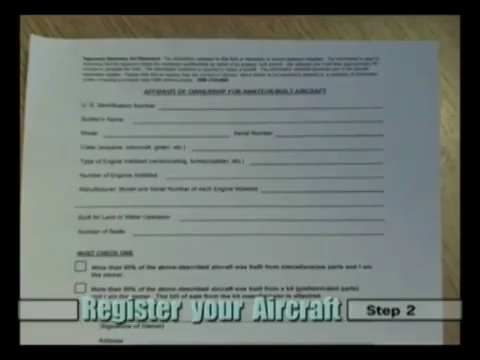 AFFIDAVIT OF OWNERSHIP FOR AMATEUR-BUILT AIRCRAFT
U. S. Identification Number
Builder's Name
Model Serial Number
Class (airplane, rotorcraft, glider, etc.)
Type of Engine Installed (reciprocating, turbopropeller, etc.)
Number of Engines Installed
Manufacturer, Model and Serial Number of each Engine Installed
Built for Land or Water Operation
Number of Seats
MUST CHECK ONE
More than 50% of the above-described aircraft was built from miscellaneous parts and I am
the owner.
More than 50% of the above-described aircraft was built from a kit (prefabricated parts)
and I am the owner. The bill of sale from the kit manufacturer is attached.
Register your Aircraft Step 2
(Signature of Owner)
Address